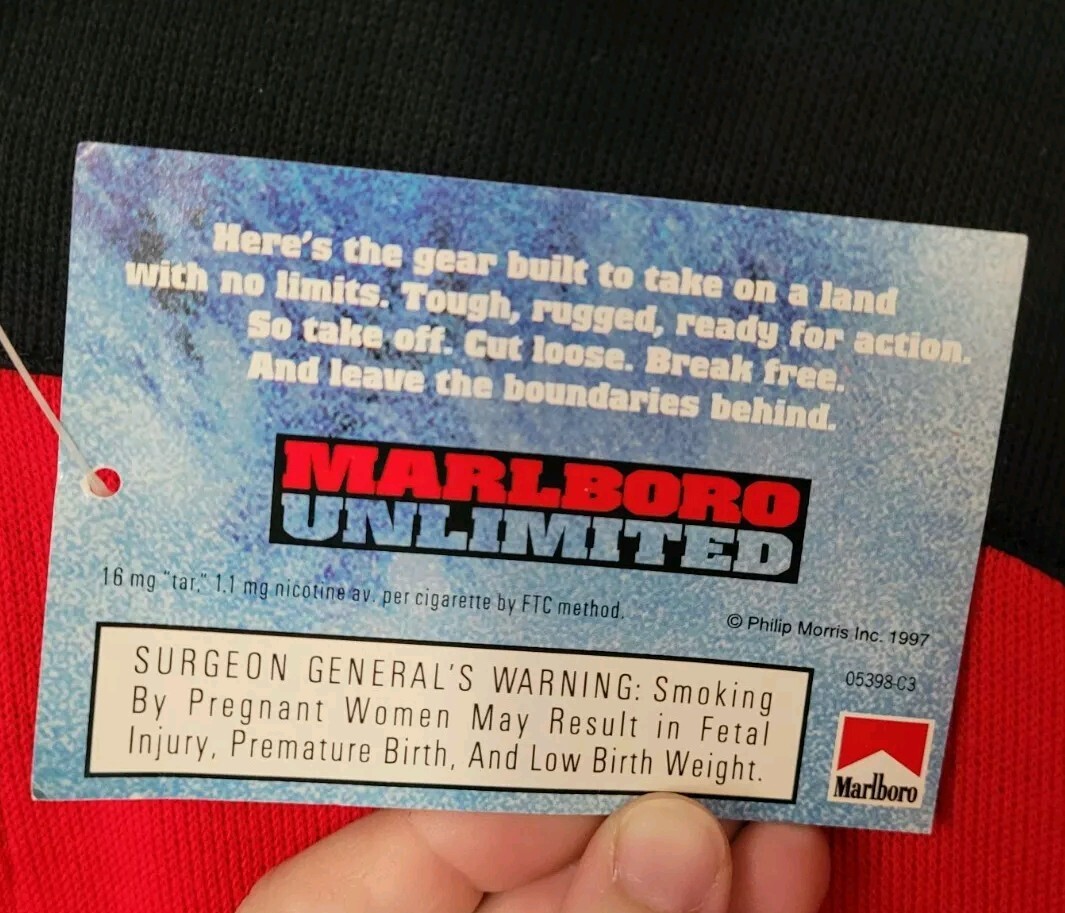 Here's the gear built to take on a land
with no limits. Tough, rugged, ready for action.
So take off. Cut loose. Break free.
And leave the boundaries behind.
MARLBORO
UNLIMITED
16 mg "tar," 1.1 mg nicotine av. per cigarette by FTC method.
© Philip Morris Inc. 1997
05398-C3
SURGEON GENERAL'S WARNING: Smoking
By Pregnant Women May Result in Fetal
Injury, Premature Birth, And Low Birth Weight.
Marlboro